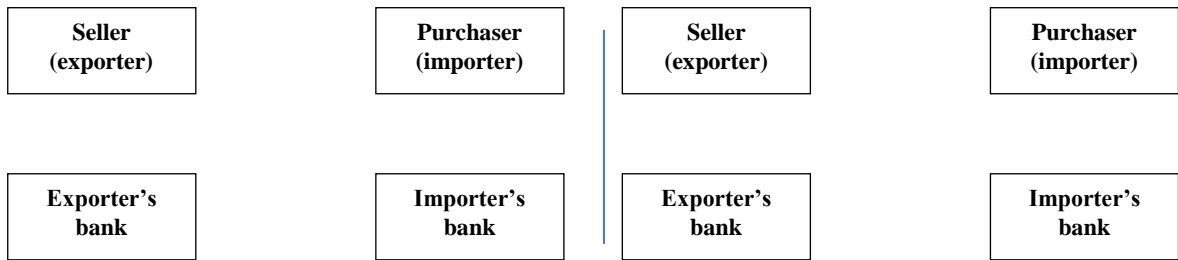 Seller
(exporter)
Purchaser
(importer)
Seller
(exporter)
Purchaser
(importer)
Exporter’s
bank
Importer’s
bank
Exporter’s
bank
Importer’s
bank